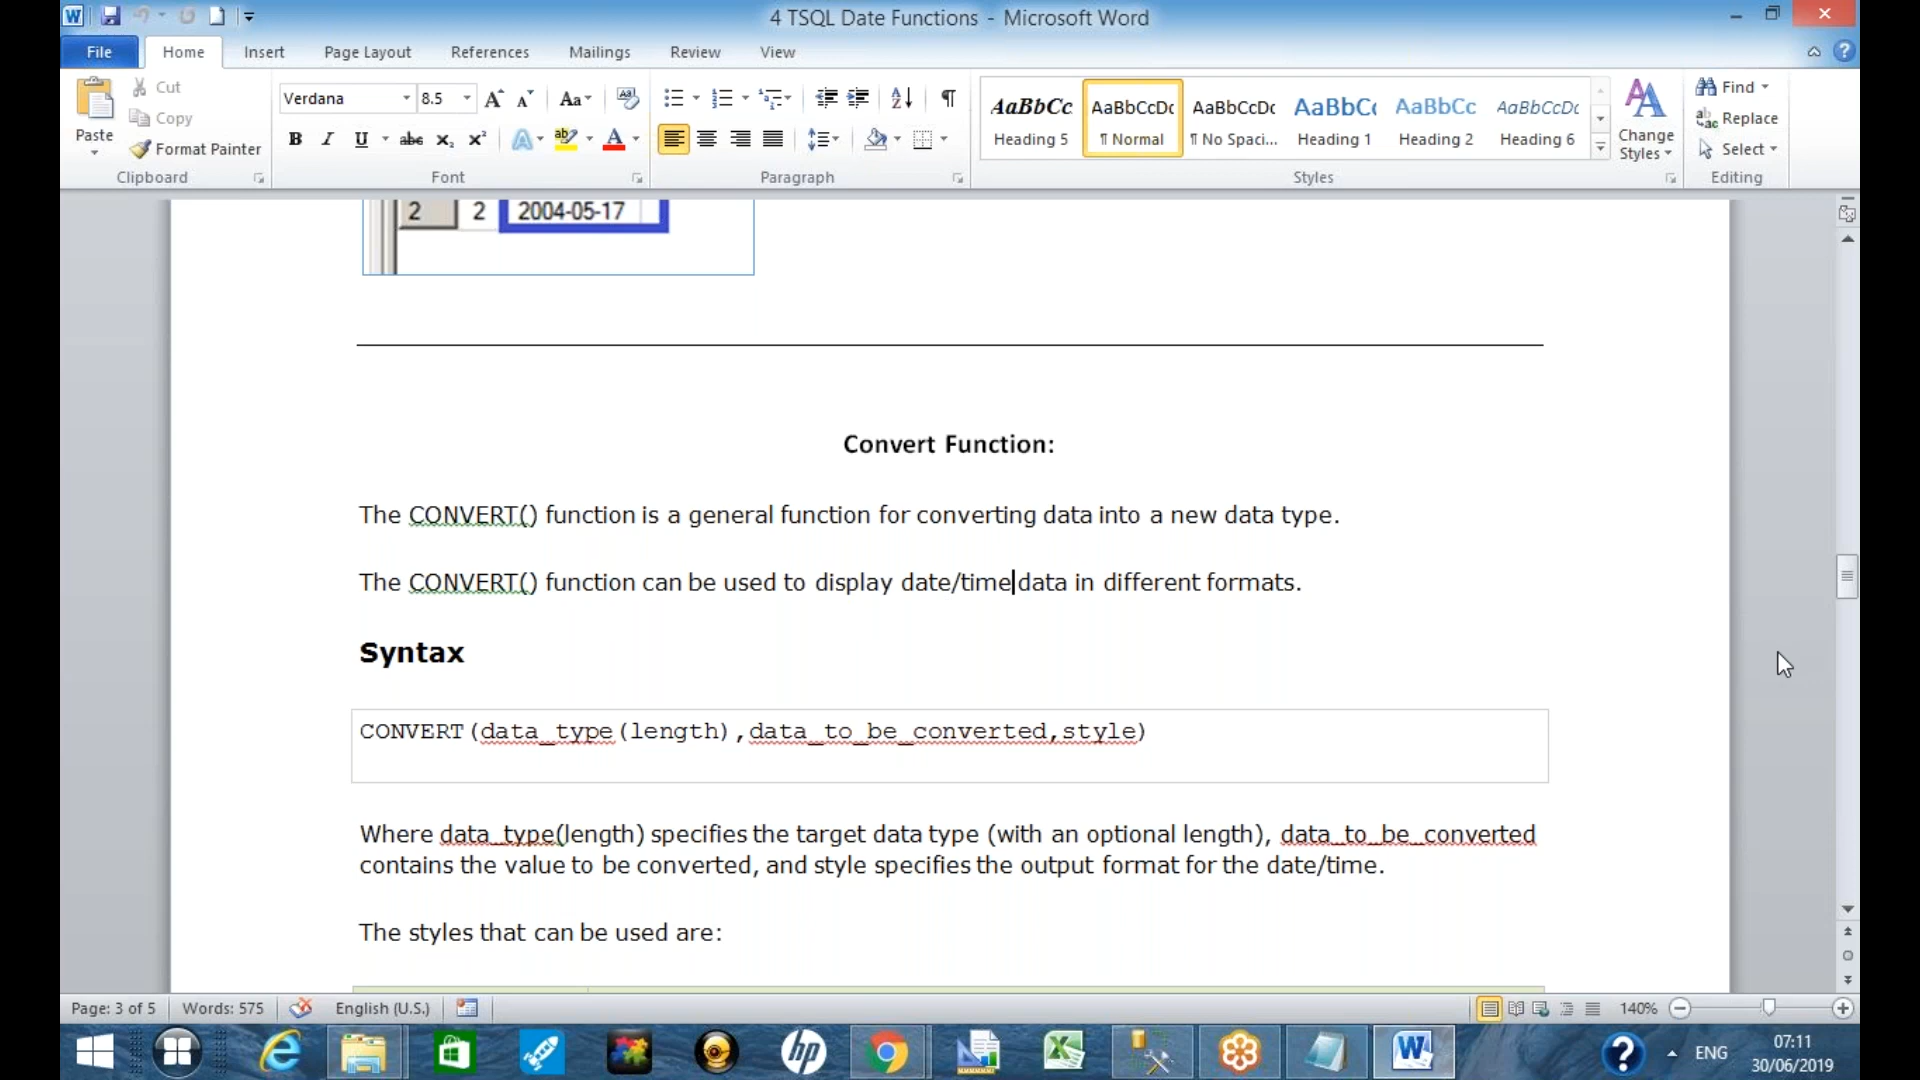 4 TSQL Date Functions - Microsoft Word
File Home Insert Page Layout References Mailings Review View
Paste
Cut
Copy
Format Painter
Clipboard
Verdana 8.5
Font
Paragraph
AaBbCc AaBbCcDc AaBbCcDc AaBbC AaBbCc AaBbCcDc
Heading 5 ¶ Normal ¶ No Spaci... Heading 1 Heading 2 Heading 6
Change Styles
Styles
Find
Replace
Select
Editing
2 2 2004-05-17
Convert Function:
The CONVERT() function is a general function for converting data into a new data type.
The CONVERT() function can be used to display date/time data in different formats.
Syntax
CONVERT(data_type(length),data_to_be_converted,style)
Where data_type(length) specifies the target data type (with an optional length), data_to_be_converted
contains the value to be converted, and style specifies the output format for the date/time.
The styles that can be used are:
Page: 3 of 5 Words: 575 English (U.S.) 140%
ENG
07:11
30/06/2019